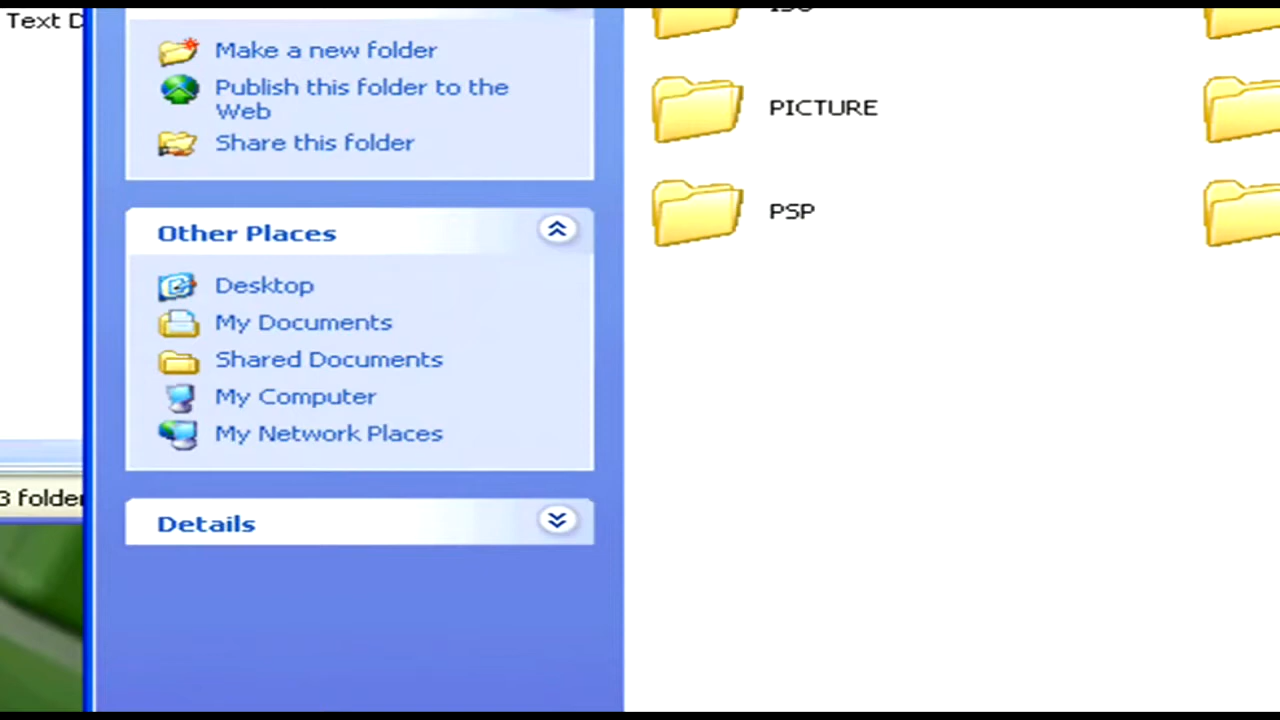 Text D
Make a new folder
Publish this folder to the
Web
Share this folder
Other Places
Desktop
My Documents
Shared Documents
My Computer
My Network Places
Details
3 folder
ISO
PICTURE
PSP